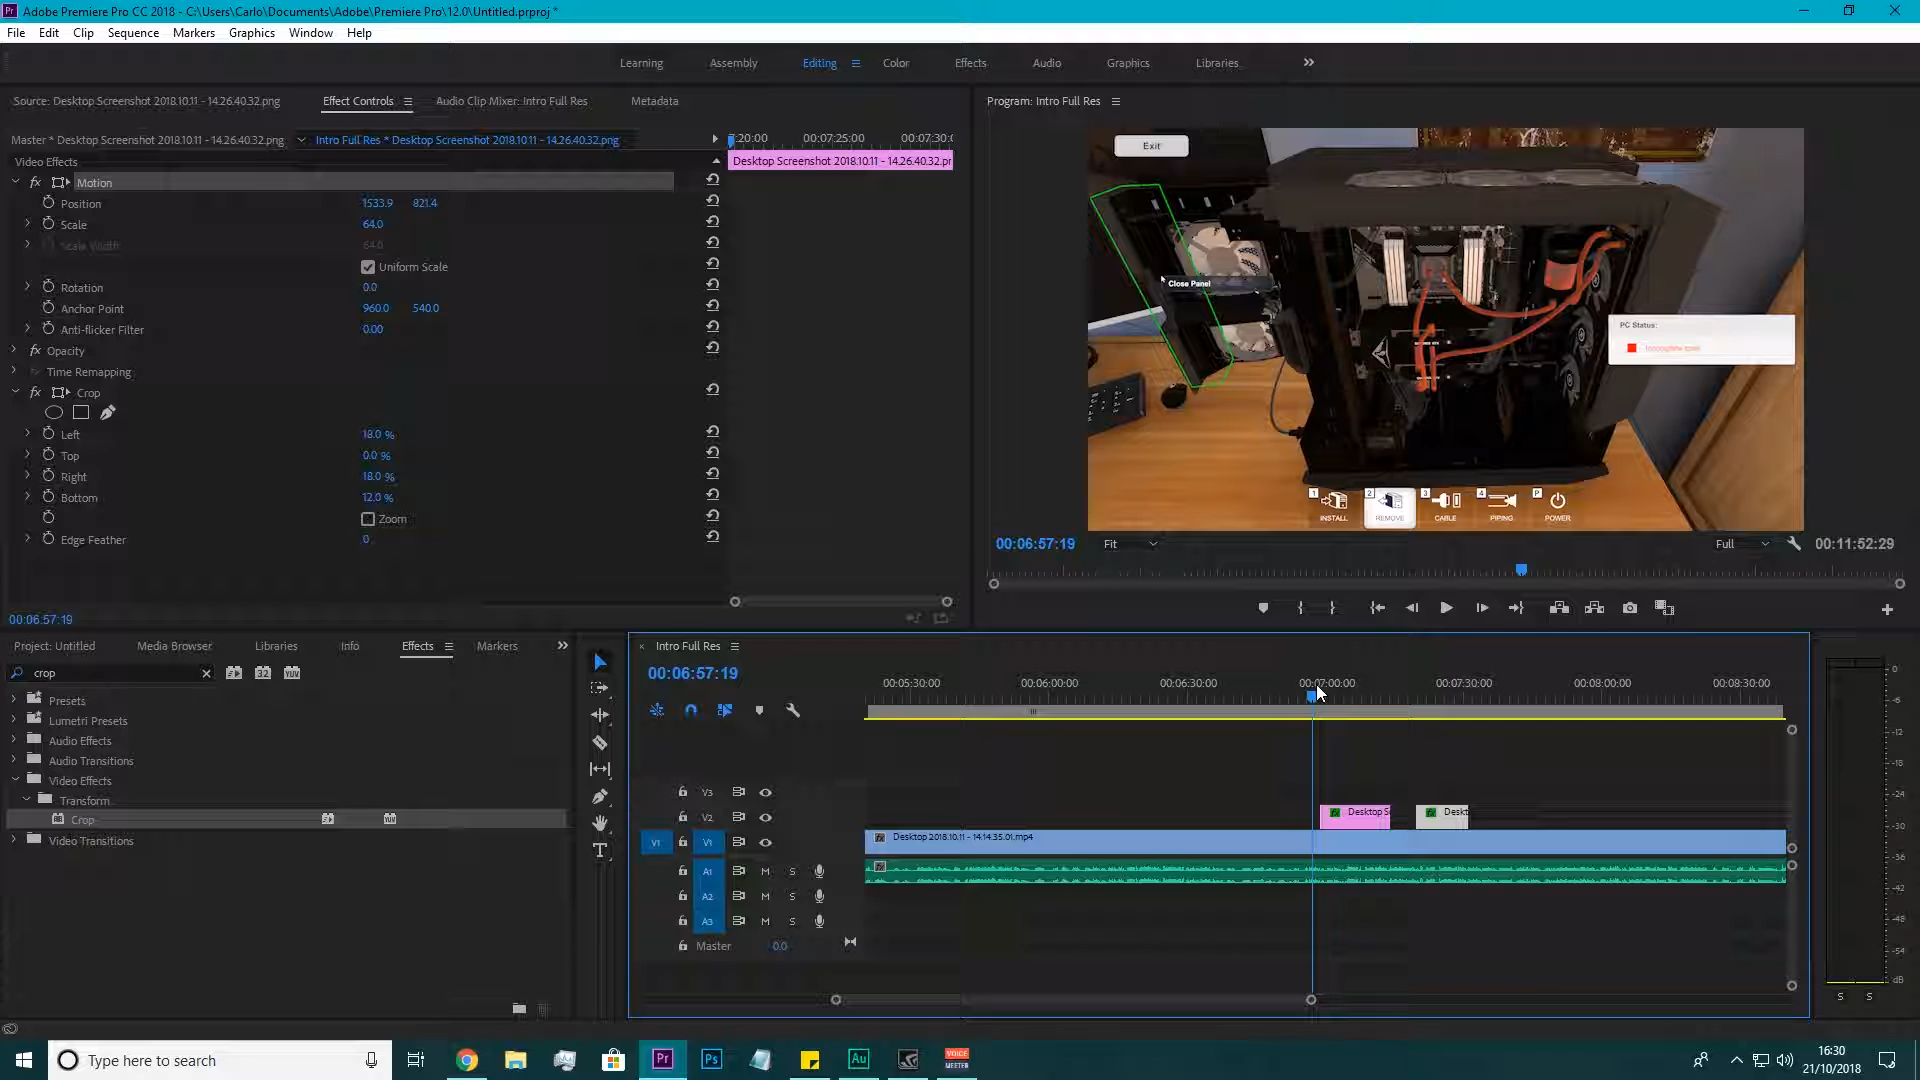 Adobe Premiere Pro CC 2018 - C:\Users\Carlo\Documents\Adobe\Premiere Pro\12.0\Untitled.prproj *
File Edit Clip Sequence Markers Graphics Window Help
Learning Assembly Editing Color Effects Audio Graphics Libraries
Source: Desktop Screenshot 2018.10.11 - 14.26.40.32.png Effect Controls Audio Clip Mixer: Intro Full Res Metadata
Program: Intro Full Res
Master * Desktop Screenshot 2018.10.11 - 14.26.40.32.png Intro Full Res * Desktop Screenshot 2018.10.11 - 14.26.40.32.png
7:20:00 00:07:25:00 00:07:30:0
Video Effects
Desktop Screenshot 2018.10.11 - 14.26.40.32.pr
fx Motion
Position 1533.9 821.4
Scale 64.0
Scale Width 64.0
Uniform Scale
Rotation 0.0
Anchor Point 960.0 540.0
Anti-flicker Filter 0.00
fx Opacity
Time Remapping
fx Crop
Left 18.0 %
Top 0.0 %
Right 18.0 %
Bottom 12.0 %
Zoom
Edge Feather 0
00:06:57:19
Exit
Close Panel
PC Status:
1 INSTALL
2 REMOVE
3 CABLE
4 PIPING
P POWER
00:06:57:19 Fit Full 00:11:52:29
Project: Untitled Media Browser Libraries Info Effects Markers
crop
32 YUV
Presets
Lumetri Presets
Audio Effects
Audio Transitions
Video Effects
Transform
Crop
Video Transitions
Intro Full Res
00:06:57:19
00:05:30:00 00:06:00:00 00:06:30:00 00:07:00:00 00:07:30:00 00:08:00:00 00:08:30:00
V3
V2
fx Desktop S
fx Deskt
V1 V1
fx Desktop 2018.10.11 - 14.14.35.01.mp4
A1 M S
A2 M S
A3 M S
Master 0.0
0
-6
-12
-18
-24
-30
-36
-42
-48
-54
dB
S S
Type here to search
Pr Ps Au VOICE MEETER
16:30
21/10/2018